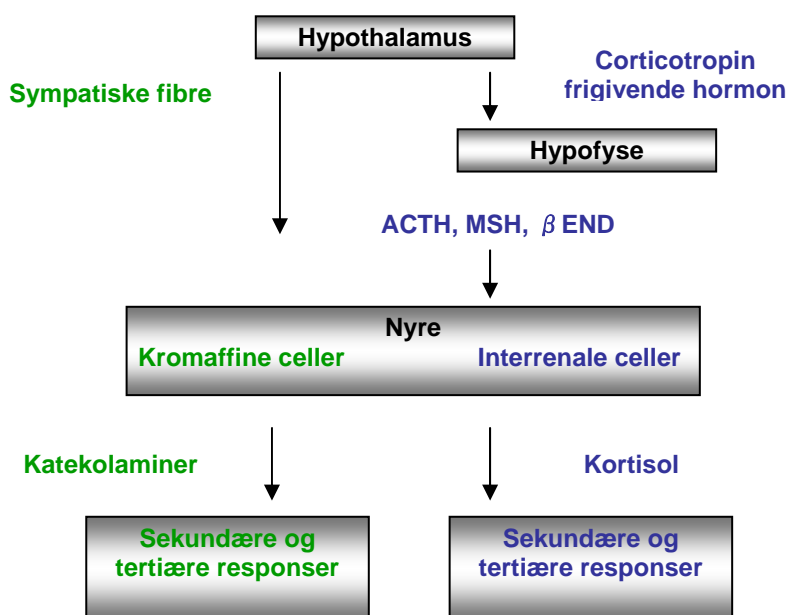 Hypothalamus
Sympatiske fibre
Corticotropin
frigivende hormon
Hypofyse
ACTH, MSH, β END
Nyre
Kromaffine celler
Interrenale celler
Katekolaminer
Kortisol
Sekundære og
tertiære responser
Sekundære og
tertiære responser